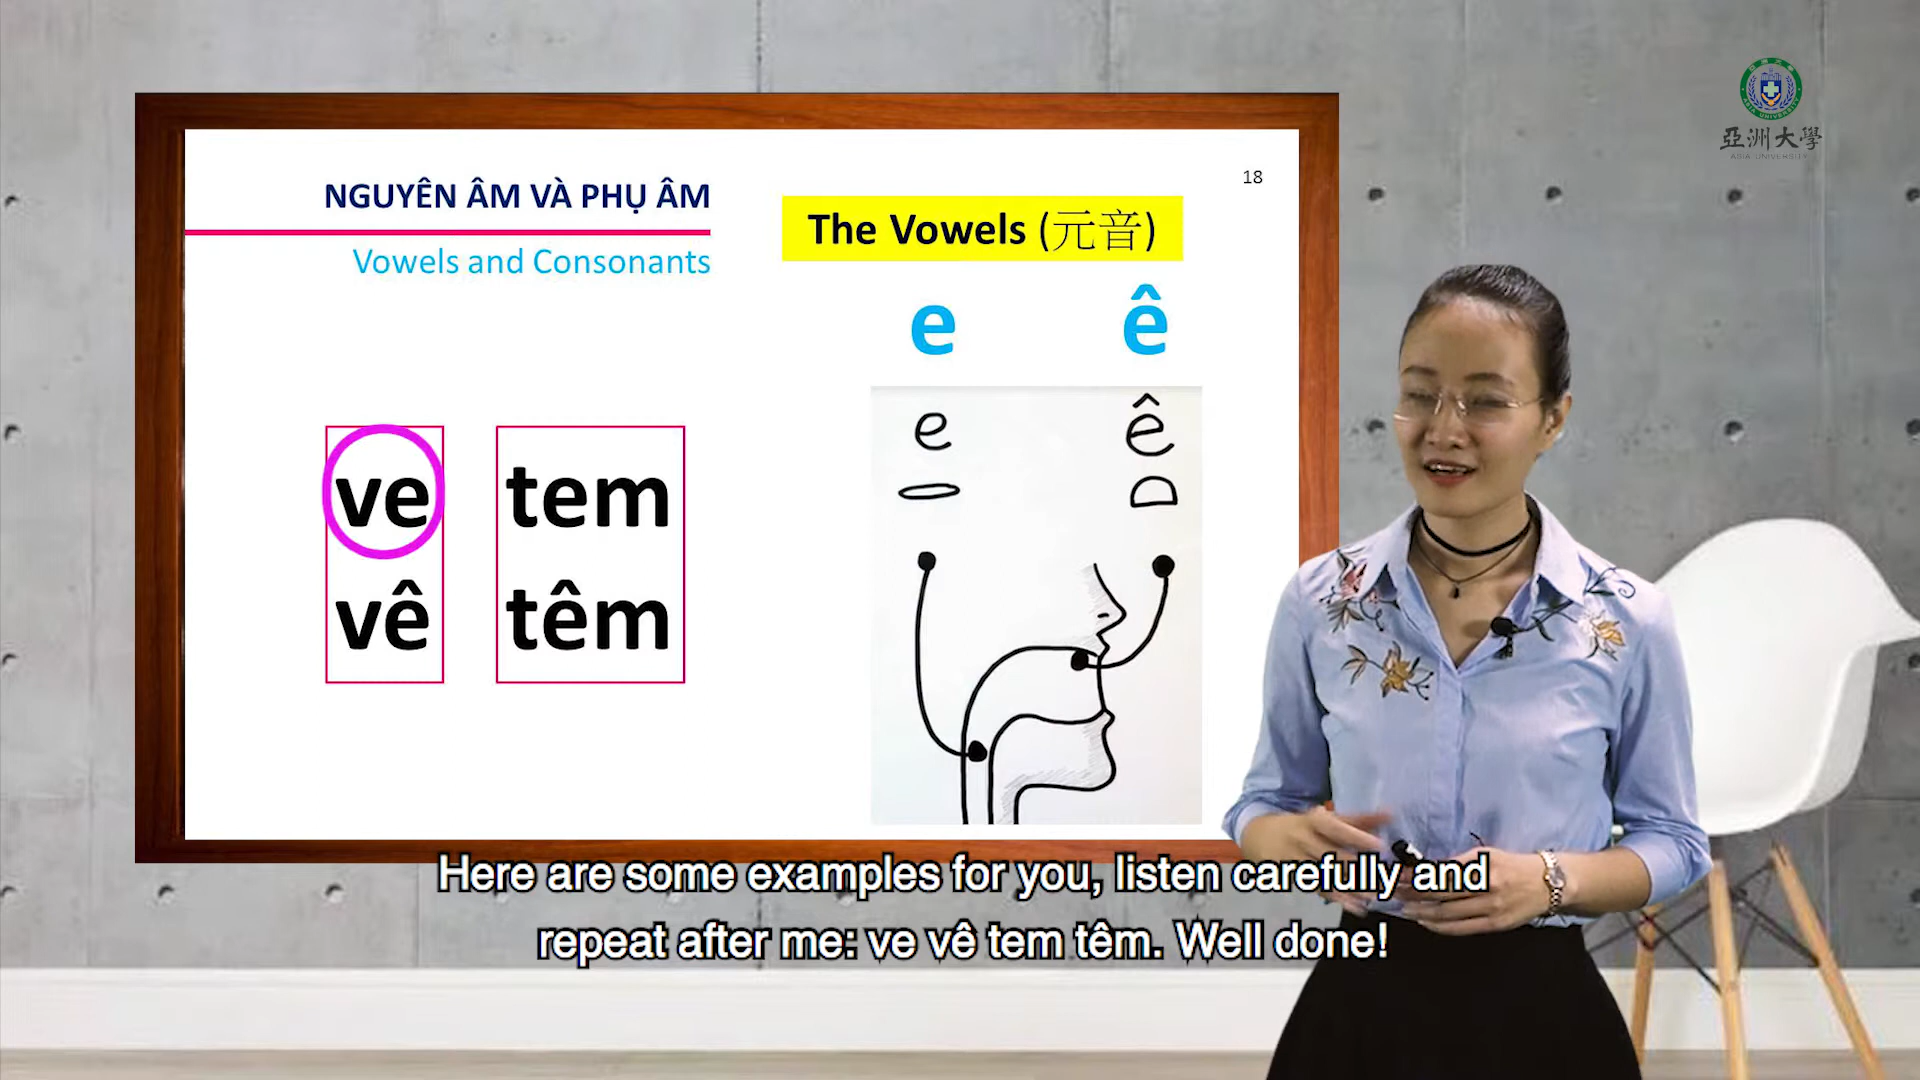 亞洲大學
ASIA UNIVERSITY
18
NGUYÊN ÂM VÀ PHỤ ÂM
Vowels and Consonants
The Vowels (元音)
e ê
e ê
ve tem
vê têm
Here are some examples for you, listen carefully and
repeat after me: ve vê tem têm. Well done!